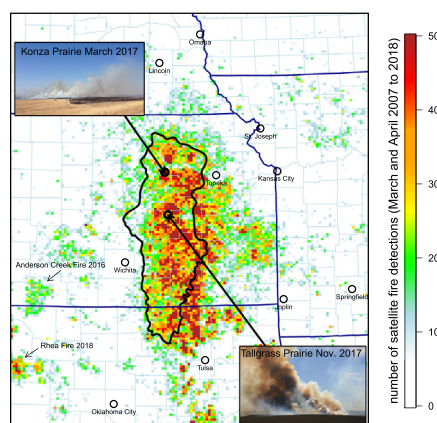 Konza Prairie March 2017
Omaha
Lincoln
St. Joseph
Topeka
Kansas City
Anderson Creek Fire 2016
Wichita
Joplin
Springfield
Rhea Fire 2018
Tallgrass Prairie Nov. 2017
Tulsa
Oklahoma City
number of satellite fire detections (March and April 2007 to 2018)
50
40
30
20
10
0